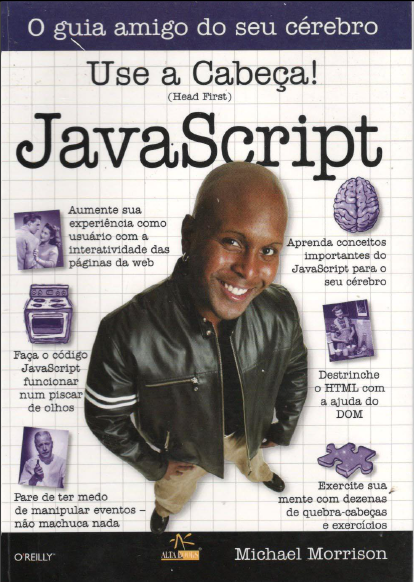 O guia amigo do seu cérebro
Use a Cabeça!
(Head First)
JavaScript
Aumente sua
experiência como
usuário com a
interatividade das
páginas da web
Aprenda conceitos
importantes do
JavaScript para o
seu cérebro
Faça o código
JavaScript
funcionar
num piscar
de olhos
Destrinche
o HTML com
a ajuda do
DOM
Pare de ter medo
de manipular eventos –
não machuca nada
Exercite sua
mente com dezenas
de quebra-cabeças
e exercícios
O'REILLY™
ALTA BOOKS
Michael Morrison